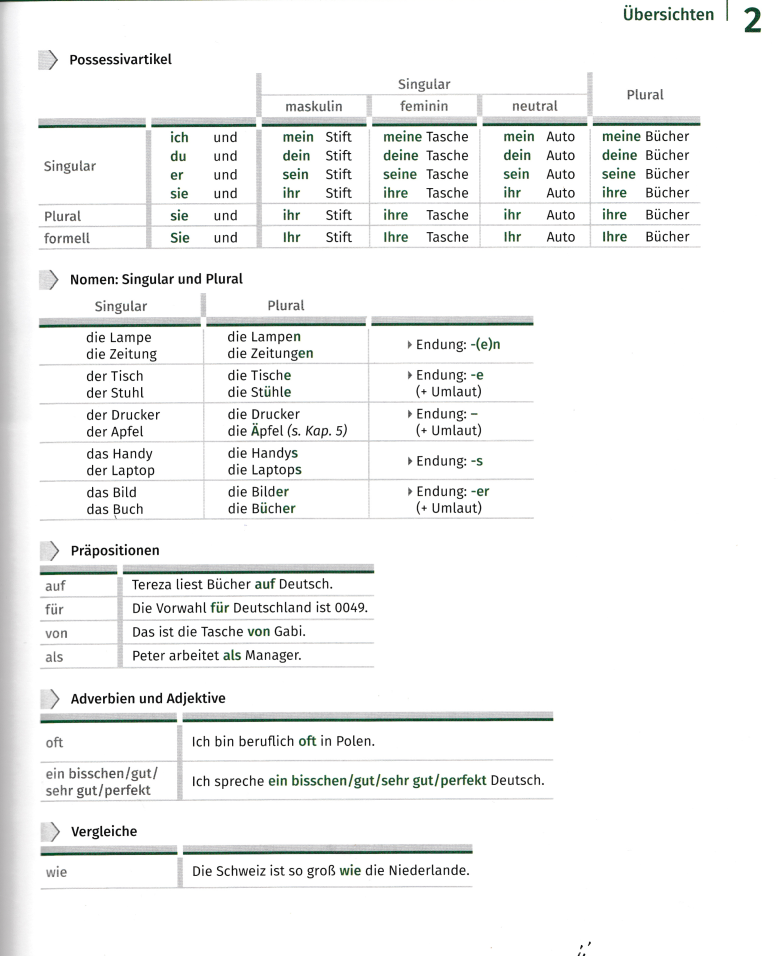 Übersichten 2
Possessivartikel
Singular
Plural
maskulin feminin neutral
Singular
ich und mein Stift meine Tasche mein Auto meine Bücher
du und dein Stift deine Tasche dein Auto deine Bücher
er und sein Stift seine Tasche sein Auto seine Bücher
sie und ihr Stift ihre Tasche ihr Auto ihre Bücher
Plural sie und ihr Stift ihre Tasche ihr Auto ihre Bücher
formell Sie und Ihr Stift Ihre Tasche Ihr Auto Ihre Bücher
Nomen: Singular und Plural
Singular Plural
die Lampe die Lampen
die Zeitung die Zeitungen
Endung: -(e)n
der Tisch die Tische Endung: -e
der Stuhl die Stühle (+ Umlaut)
der Drucker die Drucker Endung: –
der Apfel die Äpfel (s. Kap. 5) (+ Umlaut)
das Handy die Handys
der Laptop die Laptops
Endung: -s
das Bild die Bilder Endung: -er
das Buch die Bücher (+ Umlaut)
Präpositionen
auf Tereza liest Bücher auf Deutsch.
für Die Vorwahl für Deutschland ist 0049.
von Das ist die Tasche von Gabi.
als Peter arbeitet als Manager.
Adverbien und Adjektive
oft Ich bin beruflich oft in Polen.
ein bisschen/gut/
sehr gut/perfekt
Ich spreche ein bisschen/gut/sehr gut/perfekt Deutsch.
Vergleiche
wie Die Schweiz ist so groß wie die Niederlande.